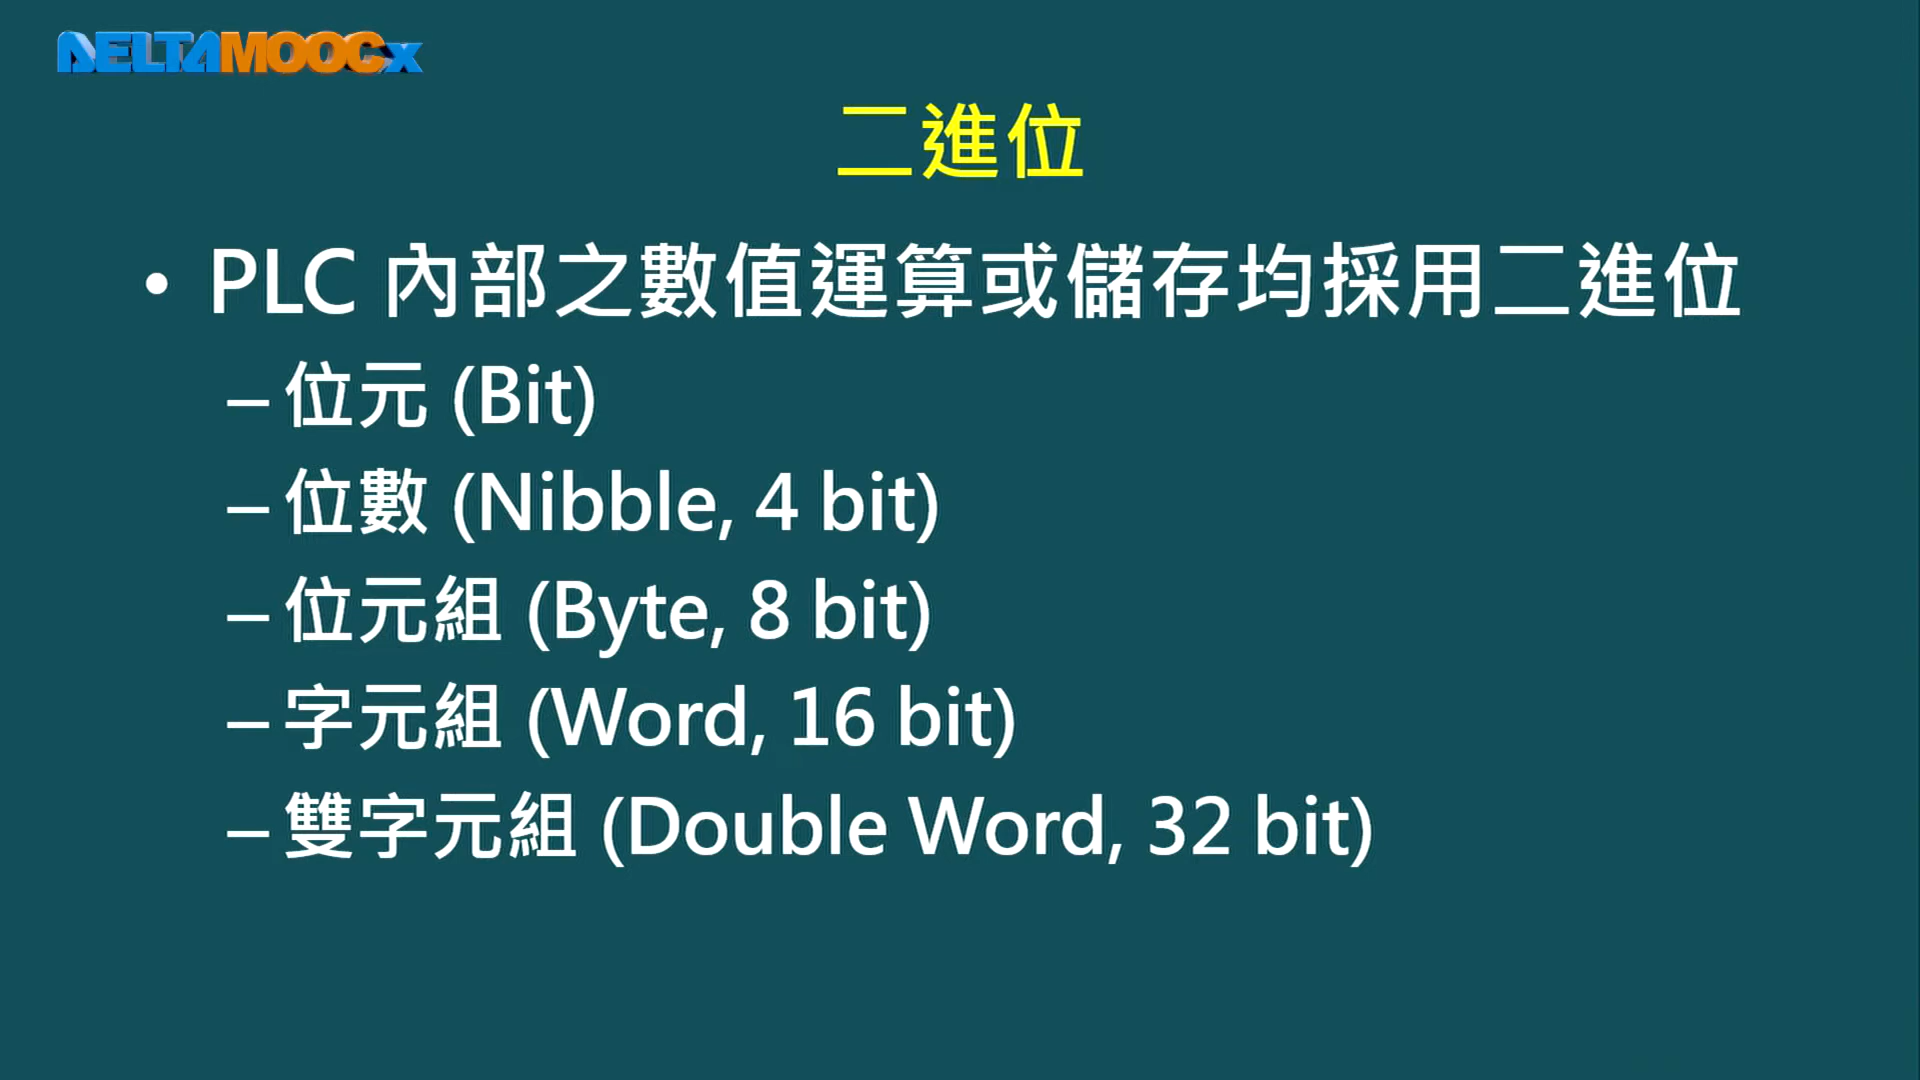 DELTAMOOCx
二進位
• PLC 內部之數值運算或儲存均採用二進位
– 位元 (Bit)
– 位數 (Nibble, 4 bit)
– 位元組 (Byte, 8 bit)
– 字元組 (Word, 16 bit)
– 雙字元組 (Double Word, 32 bit)